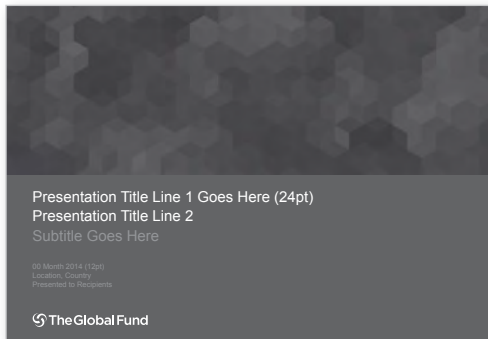 Presentation Title Line 1 Goes Here (24pt)
Presentation Title Line 2
Subtitle Goes Here
00 Month 2014 (12pt)
Location, Country
Presented to Recipients
The Global Fund